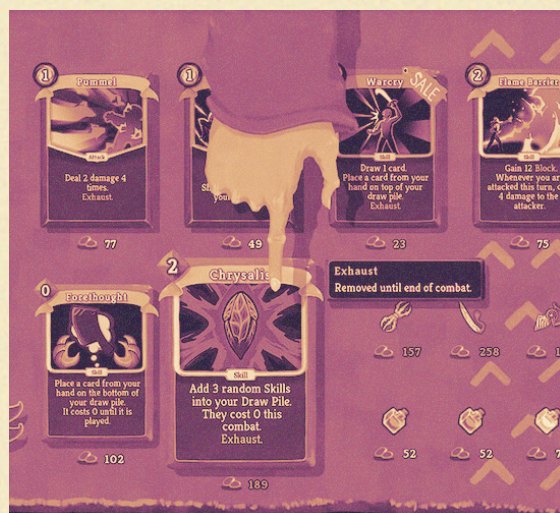 1
Pummel
Attack
Deal 2 damage 4
times.
Exhaust.
77
1
49
Warcry
SALE
Skill
Draw 1 card.
Place a card from your
hand on top of your
draw pile.
Exhaust.
23
2
Flame Barrier
Skill
Gain 12 Block.
Whenever you are
attacked this turn,
4 damage to the
attacker.
75
0
Forethought
Skill
Place a card from your
hand on the bottom of
your draw pile.
It costs 0 until it is
played.
102
2
Chrysalis
Skill
Add 3 random Skills
into your Draw Pile.
They cost 0 this
combat.
Exhaust.
189
Exhaust
Removed until end of combat.
157
258
52
52